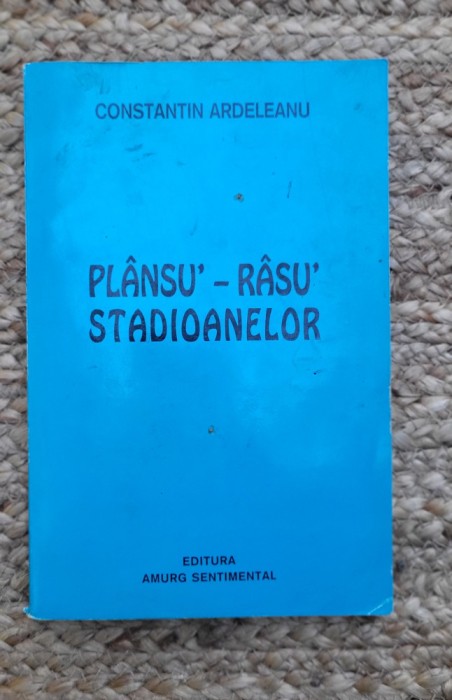 CONSTANTIN ARDELEANU
PLÂNSU' – RÂSU'
STADIOANELOR
EDITURA
AMURG SENTIMENTAL